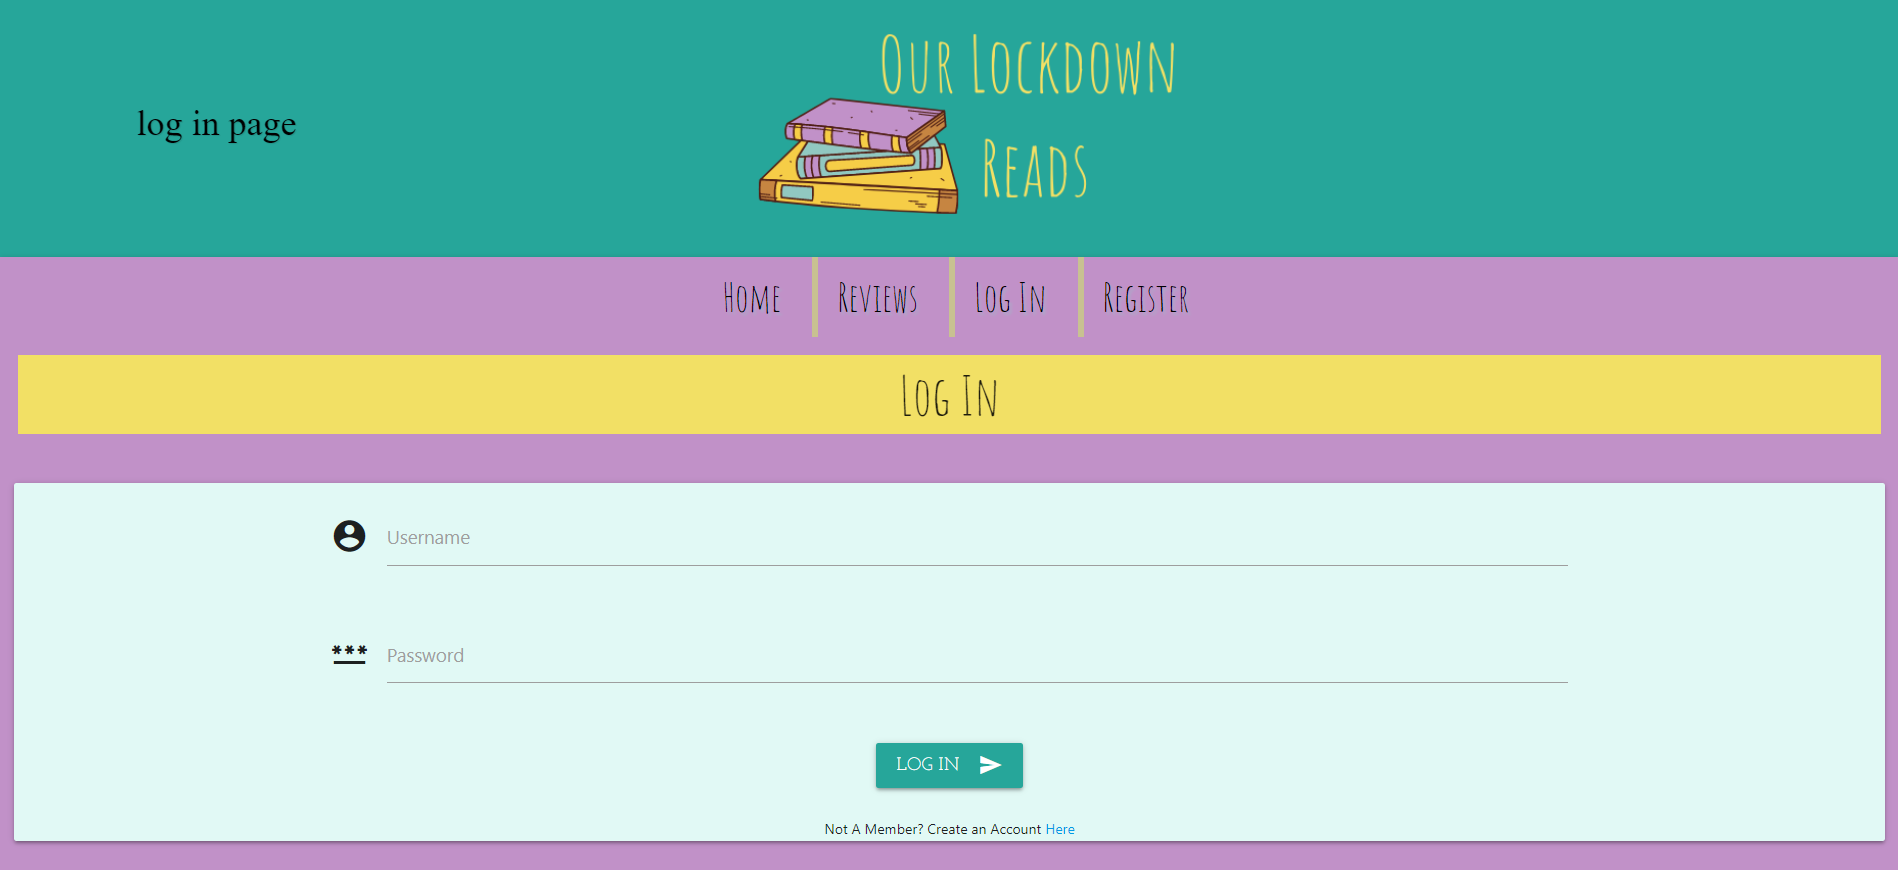 log in page
Our Lockdown
Reads
Home Reviews Log In Register
Log In
Username
*** Password
LOG IN
Not A Member? Create an Account Here